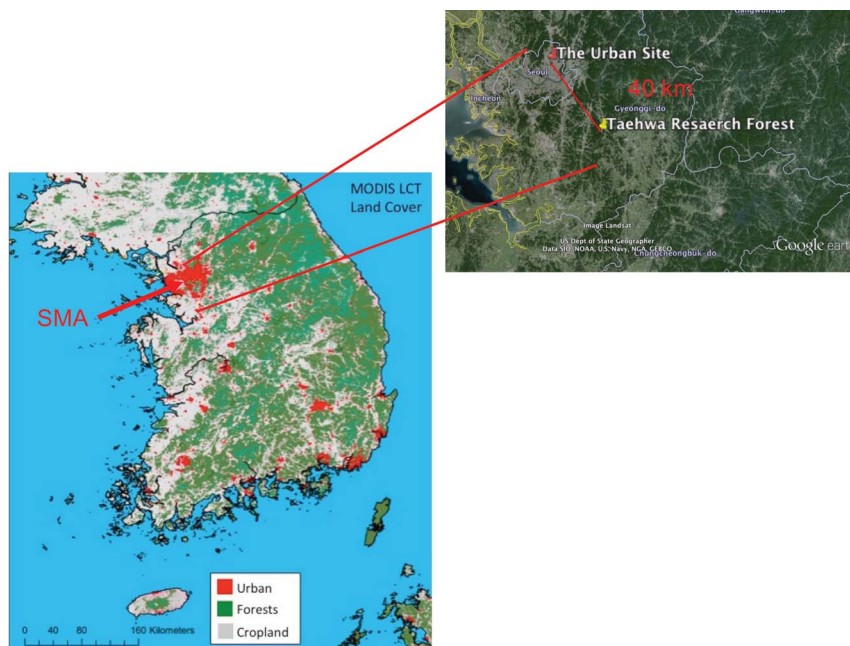 The Urban Site
Seoul
Incheon
40 km
Gyeonggi-do
Taehwa Resaerch Forest
Image Landsat
US Dept of State Geographer
Data SIO, NOAA, U.S. Navy, NGA, GEBCO
Chungcheongbuk-do
Google eart
Gangwon-do
MODIS LCT
Land Cover
SMA
Urban
Forests
Cropland
0 40 80 160 Kilometers